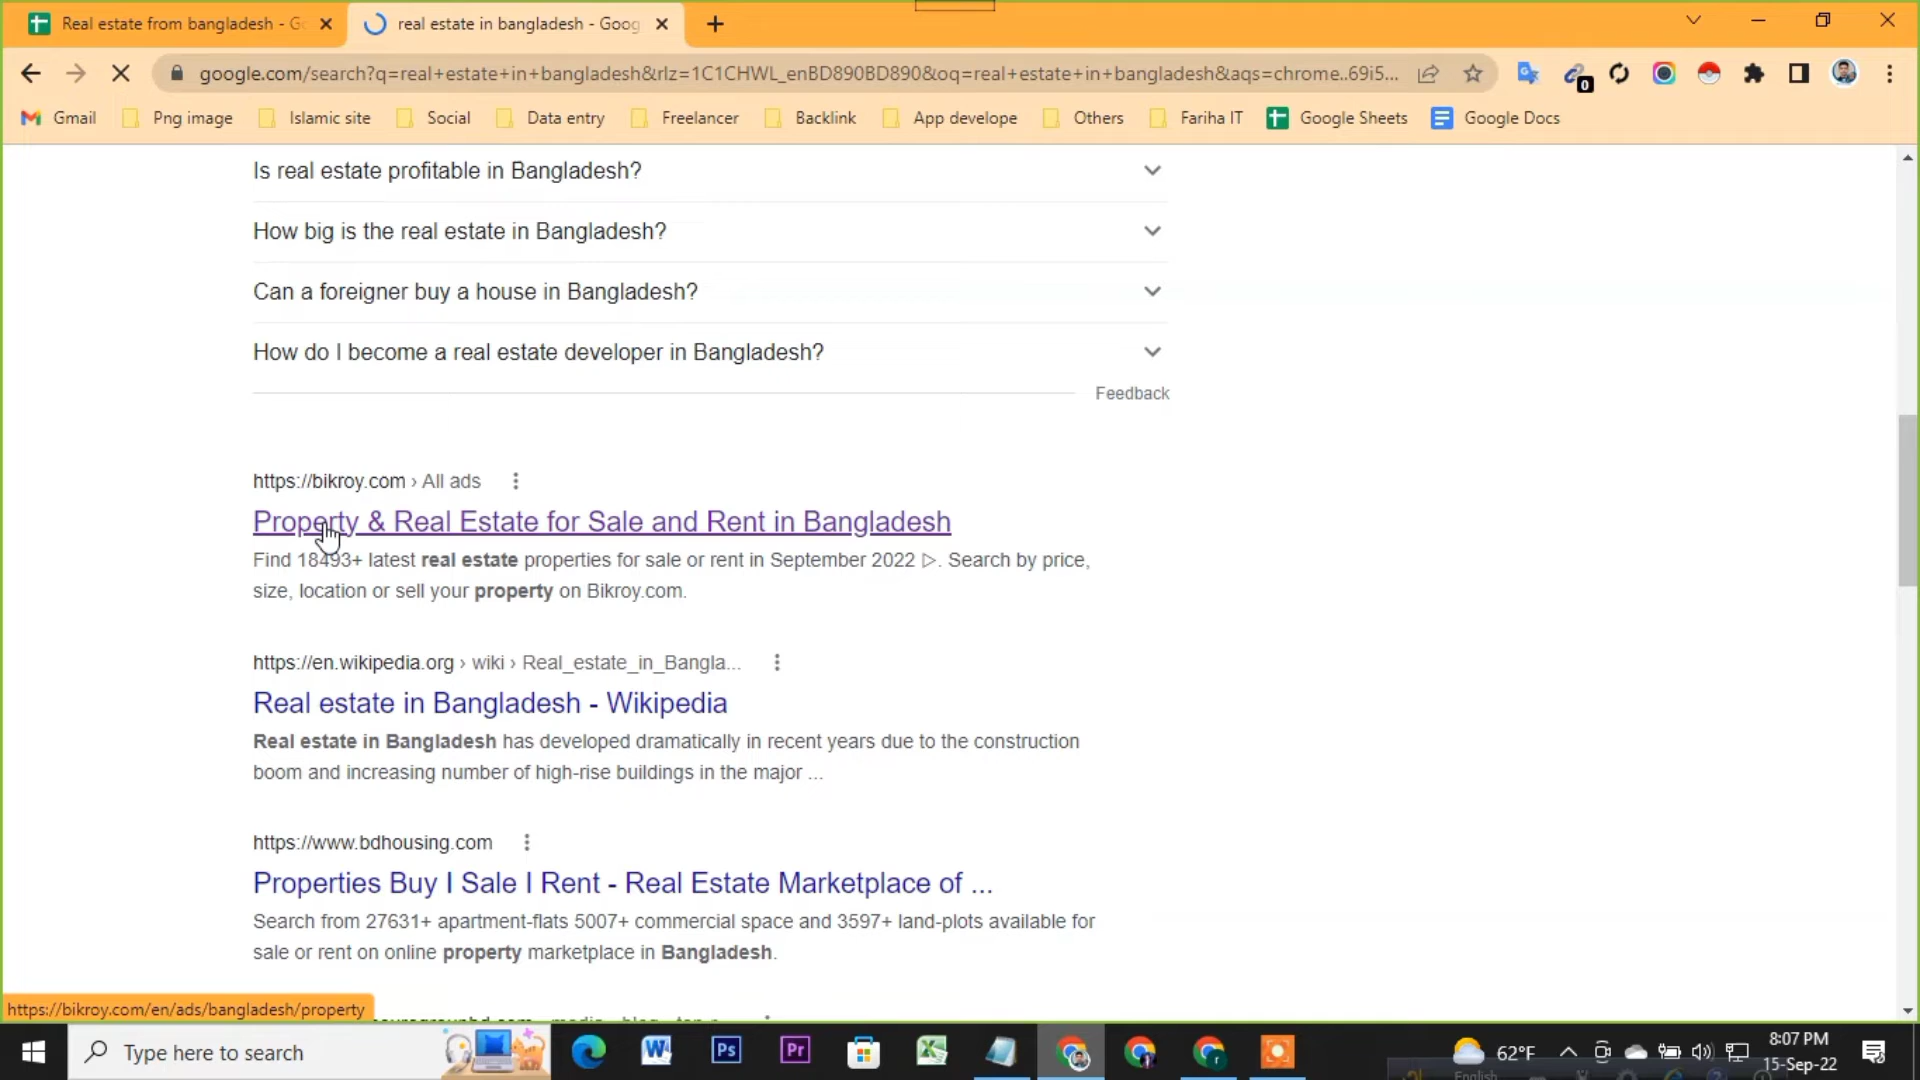 Real estate from bangladesh - G
real estate in bangladesh - Goog
google.com/search?q=real+estate+in+bangladesh&rlz=1C1CHWL_enBD890BD890&oq=real+estate+in+bangladesh&aqs=chrome..69i5...
0
Gmail Png image Islamic site Social Data entry Freelancer Backlink App develope Others Fariha IT Google Sheets Google Docs
Is real estate profitable in Bangladesh?
How big is the real estate in Bangladesh?
Can a foreigner buy a house in Bangladesh?
How do I become a real estate developer in Bangladesh?
Feedback
https://bikroy.com › All ads
Property & Real Estate for Sale and Rent in Bangladesh
Find 18493+ latest real estate properties for sale or rent in September 2022 ▷. Search by price,
size, location or sell your property on Bikroy.com.
https://en.wikipedia.org › wiki › Real_estate_in_Bangla...
Real estate in Bangladesh - Wikipedia
Real estate in Bangladesh has developed dramatically in recent years due to the construction
boom and increasing number of high-rise buildings in the major ...
https://www.bdhousing.com
Properties Buy I Sale I Rent - Real Estate Marketplace of ...
Search from 27631+ apartment-flats 5007+ commercial space and 3597+ land-plots available for
sale or rent on online property marketplace in Bangladesh.
https://bikroy.com/en/ads/bangladesh/property
Type here to search
W
Ps
Pr
62°F
8:07 PM
15-Sep-22
English